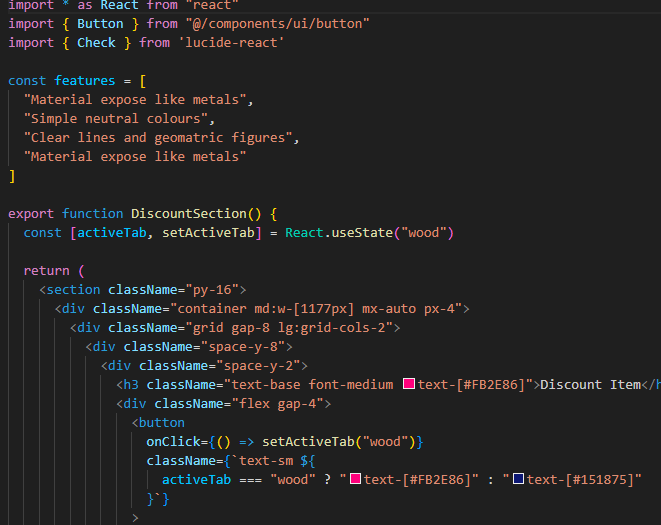 import * as React from "react"
import { Button } from "@/components/ui/button"
import { Check } from 'lucide-react'
const features = [
"Material expose like metals",
"Simple neutral colours",
"Clear lines and geomatric figures",
"Material expose like metals"
]
export function DiscountSection() {
const [activeTab, setActiveTab] = React.useState("wood")
return (
<section className="py-16">
<div className="container md:w-[1177px] mx-auto px-4">
<div className="grid gap-8 lg:grid-cols-2">
<div className="space-y-8">
<div className="space-y-2">
<h3 className="text-base font-medium text-[#FB2E86]">Discount Item</h
<div className="flex gap-4">
<button
onClick={() => setActiveTab("wood")}
className={`text-sm ${
activeTab === "wood" ? "text-[#FB2E86]" : "text-[#151875]"
}`}
>